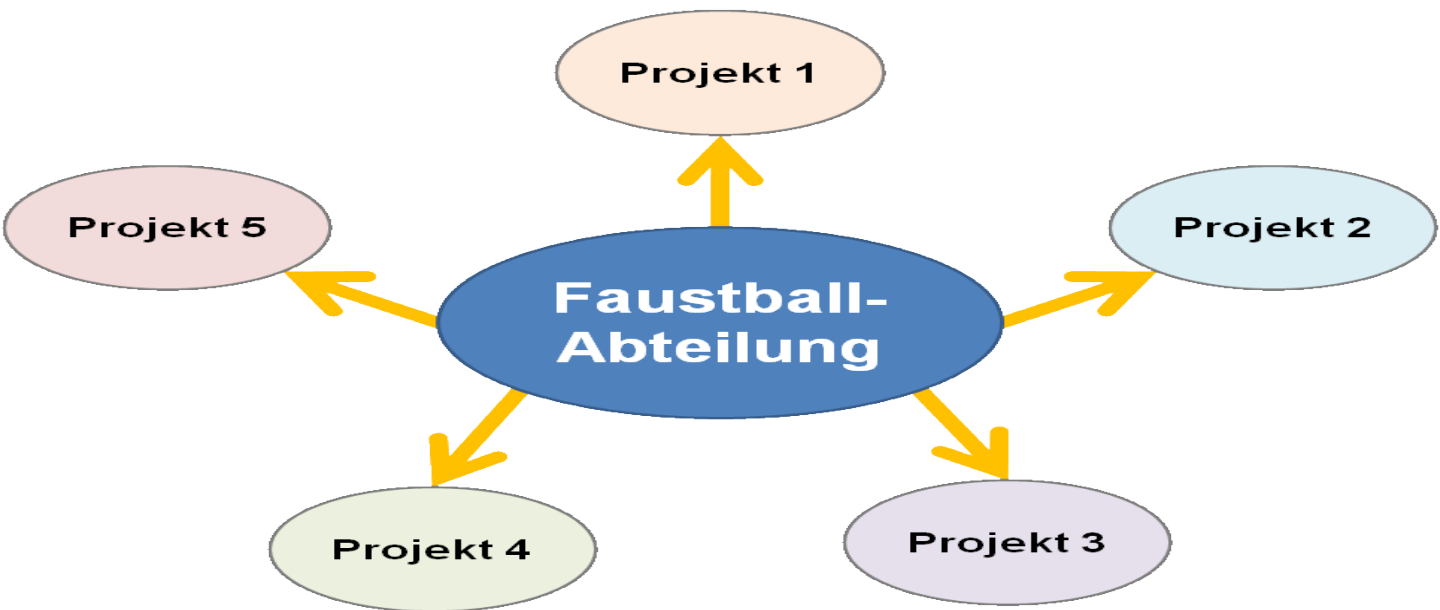 Projekt 1
Projekt 5
Projekt 2
Faustball-
Abteilung
Projekt 4
Projekt 3